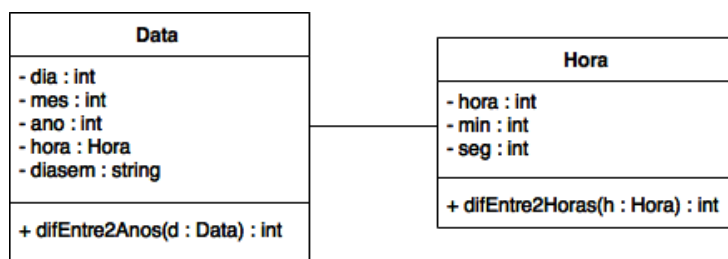 Data
- dia : int
- mes : int
- ano : int
- hora : Hora
- diasem : string
+ difEntre2Anos(d : Data) : int
Hora
- hora : int
- min : int
- seg : int
+ difEntre2Horas(h : Hora) : int